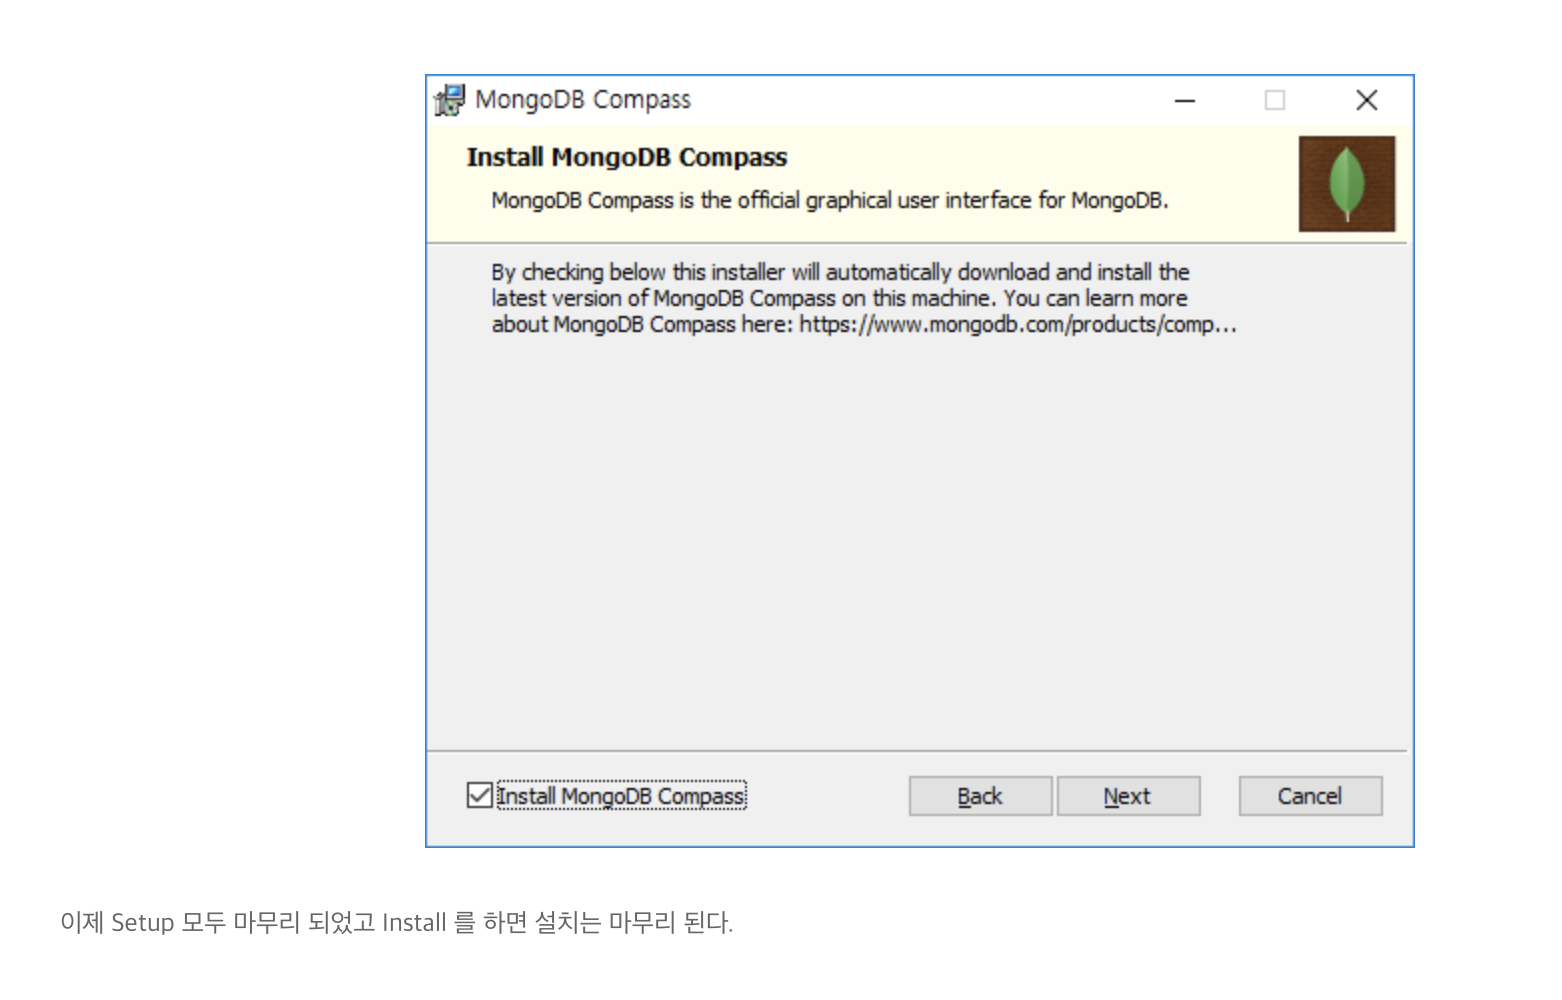 MongoDB Compass
Install MongoDB Compass
MongoDB Compass is the official graphical user interface for MongoDB.
By checking below this installer will automatically download and install the
latest version of MongoDB Compass on this machine. You can learn more
about MongoDB Compass here: https://www.mongodb.com/products/comp...
Install MongoDB Compass Back Next Cancel
이제 Setup 모두 마무리 되었고 Install 를 하면 설치는 마무리 된다.